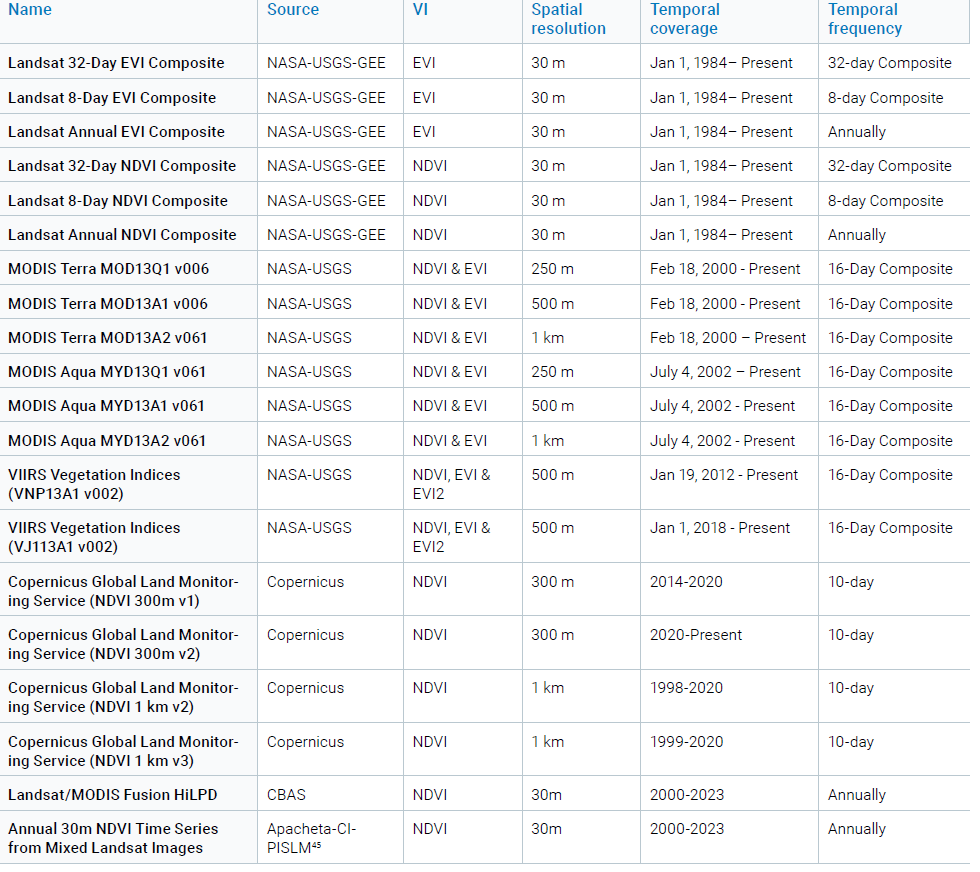 Name Source VI Spatial resolution Temporal coverage Temporal frequency
Landsat 32-Day EVI Composite NASA-USGS-GEE EVI 30 m Jan 1, 1984– Present 32-day Composite
Landsat 8-Day EVI Composite NASA-USGS-GEE EVI 30 m Jan 1, 1984– Present 8-day Composite
Landsat Annual EVI Composite NASA-USGS-GEE EVI 30 m Jan 1, 1984– Present Annually
Landsat 32-Day NDVI Composite NASA-USGS-GEE NDVI 30 m Jan 1, 1984– Present 32-day Composite
Landsat 8-Day NDVI Composite NASA-USGS-GEE NDVI 30 m Jan 1, 1984– Present 8-day Composite
Landsat Annual NDVI Composite NASA-USGS-GEE NDVI 30 m Jan 1, 1984– Present Annually
MODIS Terra MOD13Q1 v006 NASA-USGS NDVI & EVI 250 m Feb 18, 2000 - Present 16-Day Composite
MODIS Terra MOD13A1 v006 NASA-USGS NDVI & EVI 500 m Feb 18, 2000 - Present 16-Day Composite
MODIS Terra MOD13A2 v061 NASA-USGS NDVI & EVI 1 km Feb 18, 2000 – Present 16-Day Composite
MODIS Aqua MYD13Q1 v061 NASA-USGS NDVI & EVI 250 m July 4, 2002 – Present 16-Day Composite
MODIS Aqua MYD13A1 v061 NASA-USGS NDVI & EVI 500 m July 4, 2002 - Present 16-Day Composite
MODIS Aqua MYD13A2 v061 NASA-USGS NDVI & EVI 1 km July 4, 2002 - Present 16-Day Composite
VIIRS Vegetation Indices NASA-USGS NDVI, EVI & 500 m Jan 19, 2012 - Present 16-Day Composite
(VNP13A1 v002) EVI2
VIIRS Vegetation Indices NASA-USGS NDVI, EVI & 500 m Jan 1, 2018 - Present 16-Day Composite
(VJ113A1 v002) EVI2
Copernicus Global Land Monitor- Copernicus NDVI 300 m 2014-2020 10-day
ing Service (NDVI 300m v1)
Copernicus Global Land Monitor- Copernicus NDVI 300 m 2020-Present 10-day
ing Service (NDVI 300m v2)
Copernicus Global Land Monitor- Copernicus NDVI 1 km 1998-2020 10-day
ing Service (NDVI 1 km v2)
Copernicus Global Land Monitor- Copernicus NDVI 1 km 1999-2020 10-day
ing Service (NDVI 1 km v3)
Landsat/MODIS Fusion HiLPD CBAS NDVI 30m 2000-2023 Annually
Annual 30m NDVI Time Series Apacheta-CI- NDVI 30m 2000-2023 Annually
from Mixed Landsat Images PISLM⁴⁵